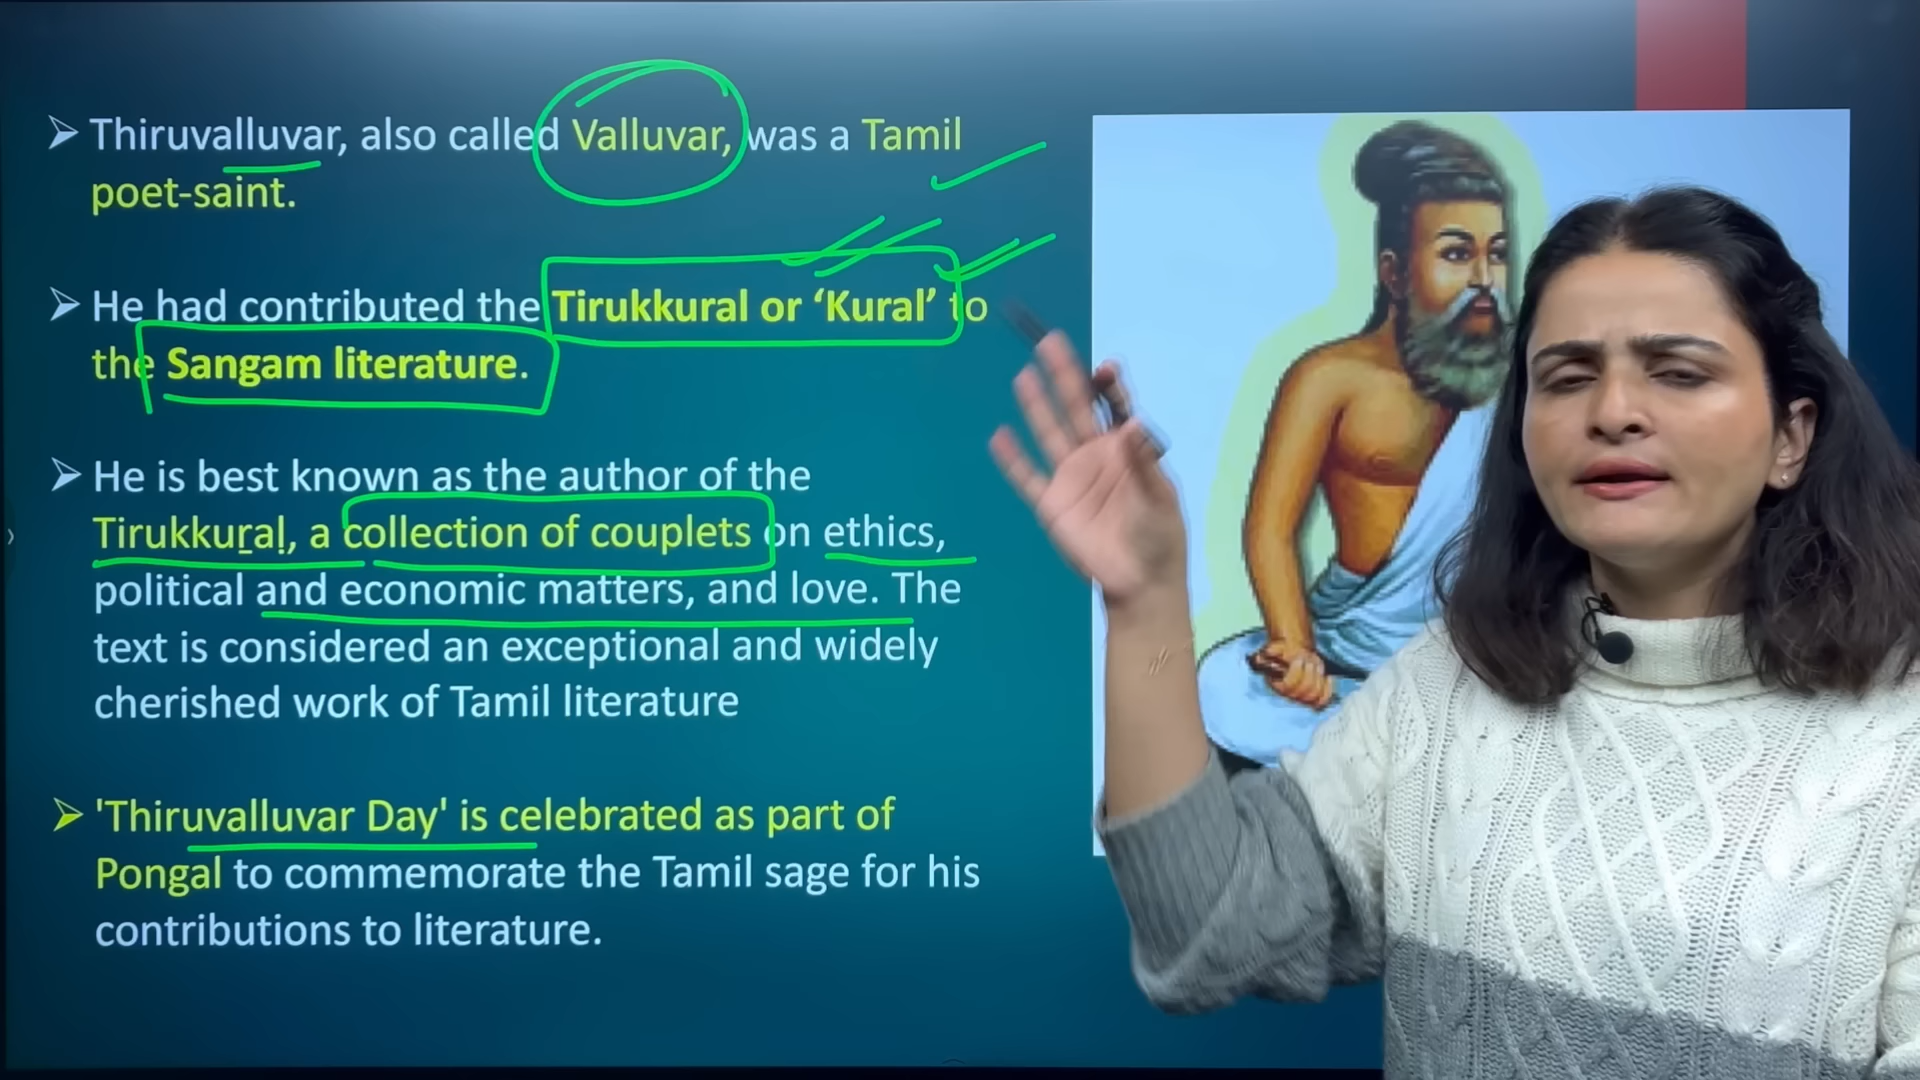 Thiruvalluvar, also called Valluvar, was a Tamil
poet-saint.
He had contributed the Tirukkural or ‘Kural’ to
the Sangam literature.
He is best known as the author of the
Tirukkuṟaḷ, a collection of couplets on ethics,
political and economic matters, and love. The
text is considered an exceptional and widely
cherished work of Tamil literature
'Thiruvalluvar Day' is celebrated as part of
Pongal to commemorate the Tamil sage for his
contributions to literature.